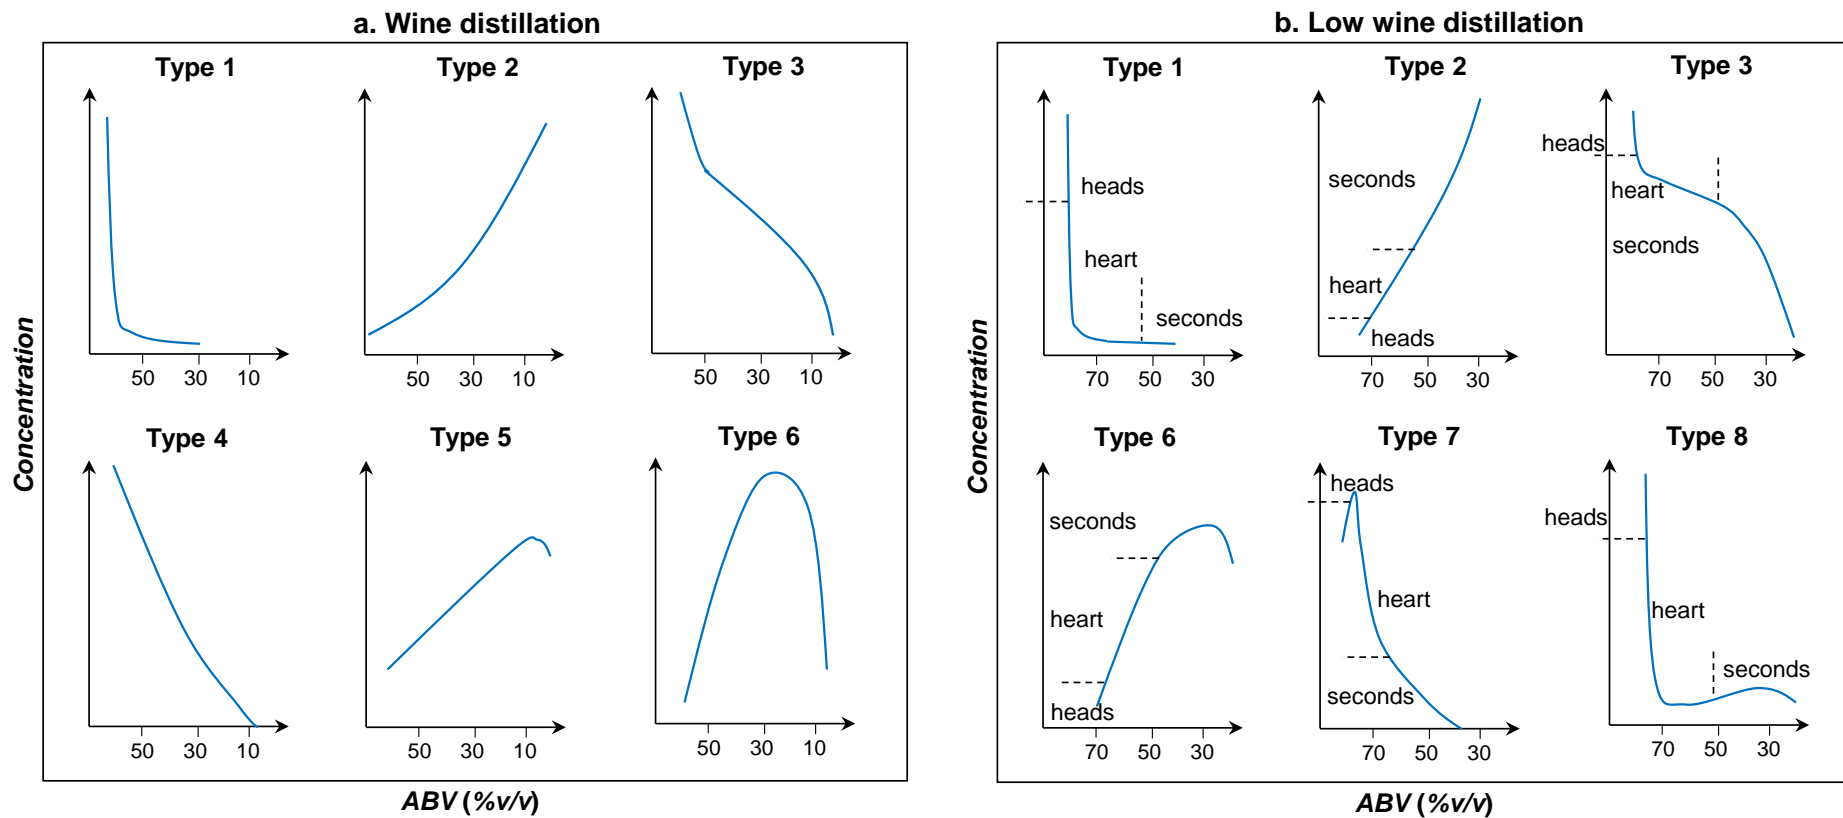 a. Wine distillation
Type 1
Type 2
Type 3
50 30 10
50 30 10
50 30 10
Type 4
Type 5
Type 6
50 30 10
50 30 10
50 30 10
Concentration
ABV (%v/v)
b. Low wine distillation
Type 1
heads
heart
seconds
70 50 30
Type 2
seconds
heart
heads
70 50 30
Type 3
heads
heart
seconds
70 50 30
Type 6
seconds
heart
heads
70 50 30
Type 7
heads
heart
seconds
70 50 30
Type 8
heads
heart
seconds
70 50 30
Concentration
ABV (%v/v)